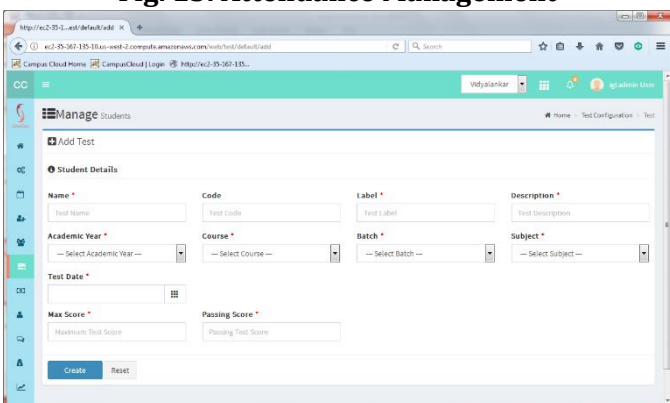 Fig. 13: Attendance Management
http://ec2-35-1...est/default/add × +
ec2-35-167-135-18.us-west-2.compute.amazonaws.com/web/test/default/add Search
Campus Cloud Home CampusCloud | Login http://ec2-35-167-135...
CC Vidyalankar admin User
Manage Students Home > Test Configuration > Test
Add Test
Student Details
Name * Code Label * Description *
Test Name Test Code Test Label Test Description
Academic Year * Course * Batch * Subject *
--- Select Academic Year --- --- Select Course --- --- Select Batch --- --- Select Subject ---
Test Date *
Max Score * Passing Score *
Maximum Test Score Passing Test Score
Create Reset